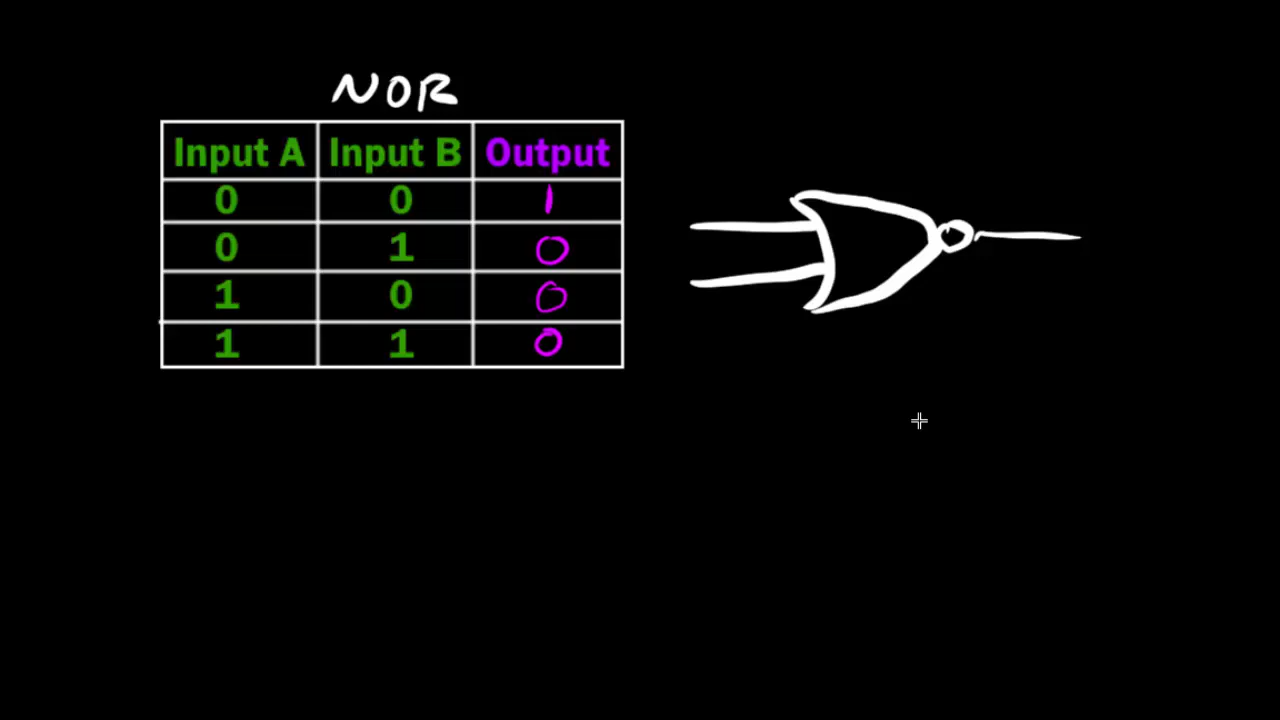 NOR
Input A Input B Output
0 0 1
0 1 0
1 0 0
1 1 0